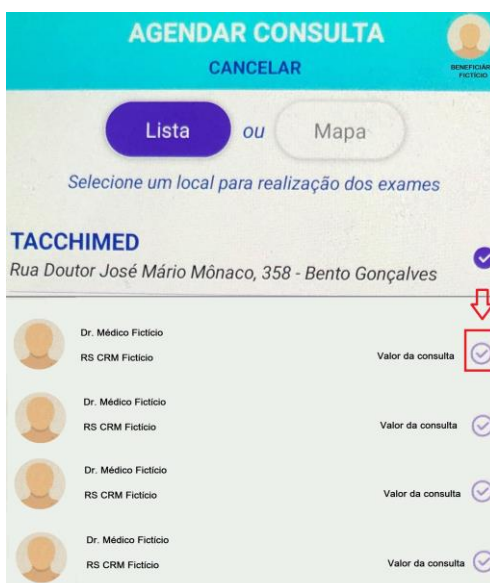 AGENDAR CONSULTA
CANCELAR
BENEFICIÁR
FICTÍCIO
Lista ou Mapa
Selecione um local para realização dos exames
TACCHIMED
Rua Doutor José Mário Mônaco, 358 - Bento Gonçalves
Dr. Médico Fictício
RS CRM Fictício
Valor da consulta
Dr. Médico Fictício
RS CRM Fictício
Valor da consulta
Dr. Médico Fictício
RS CRM Fictício
Valor da consulta
Dr. Médico Fictício
RS CRM Fictício
Valor da consulta